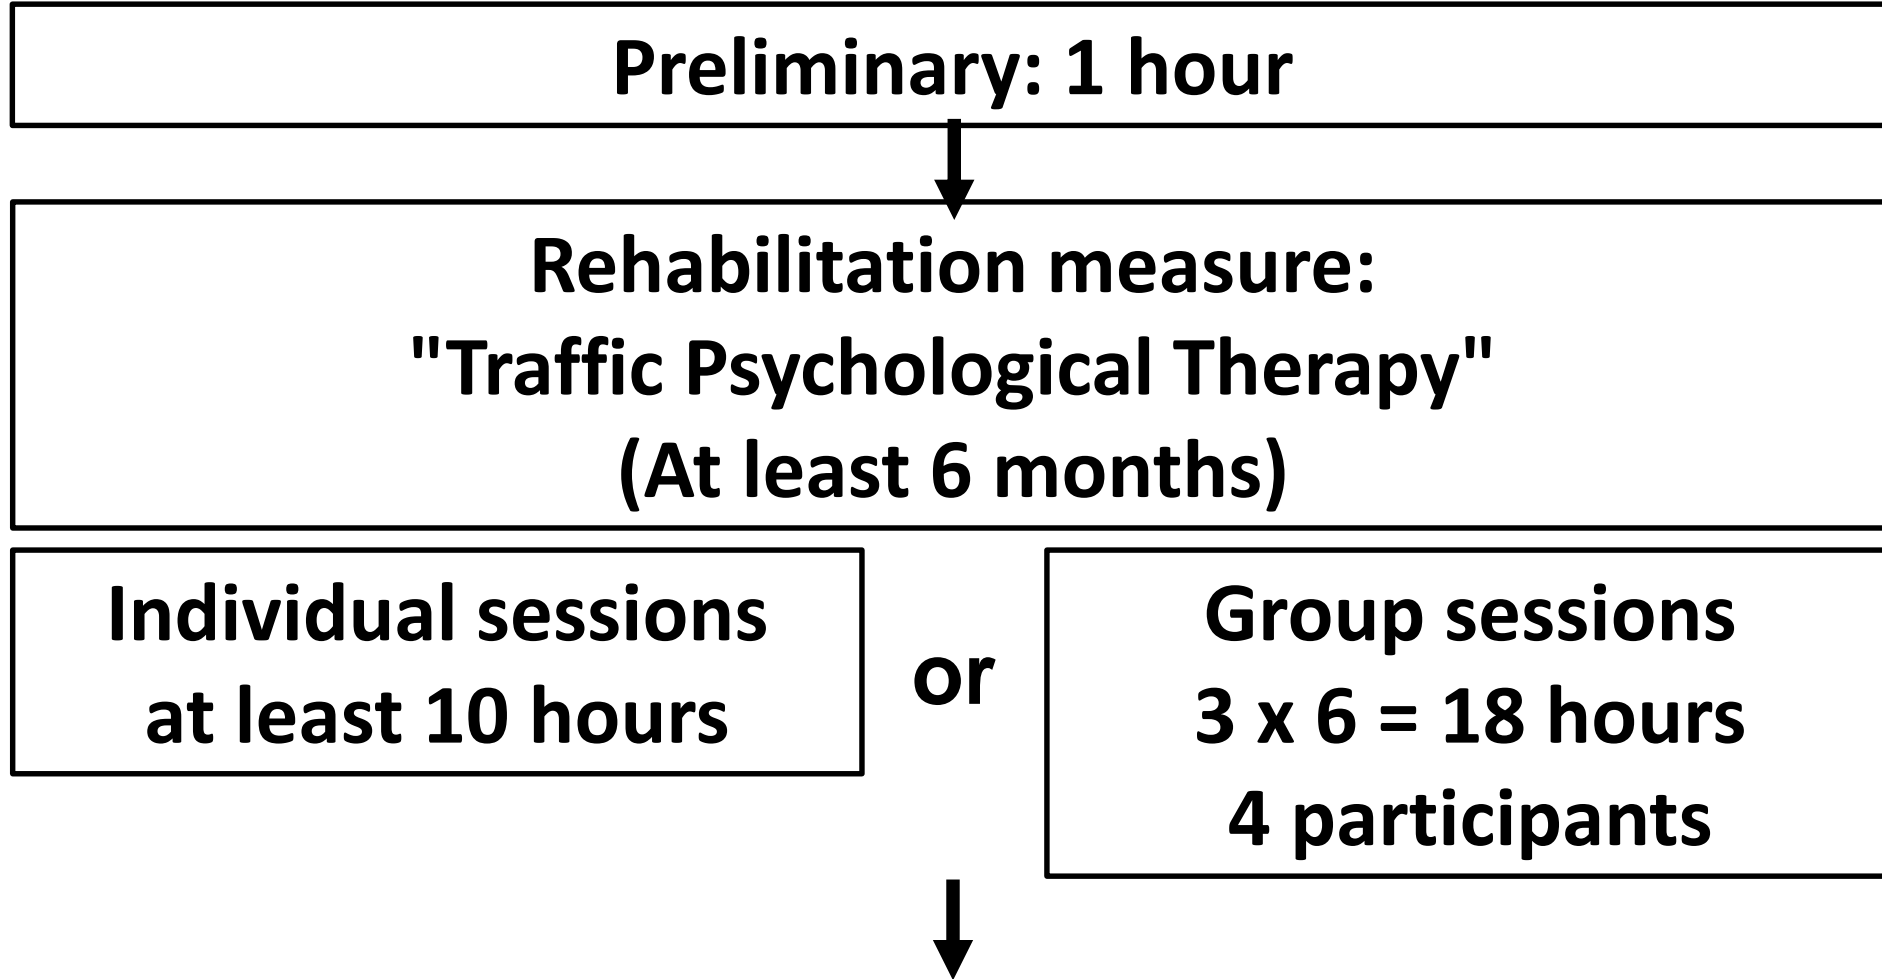 Preliminary: 1 hour
Rehabilitation measure:
"Traffic Psychological Therapy"
(At least 6 months)
Individual sessions
at least 10 hours
or
Group sessions
3 x 6 = 18 hours
4 participants